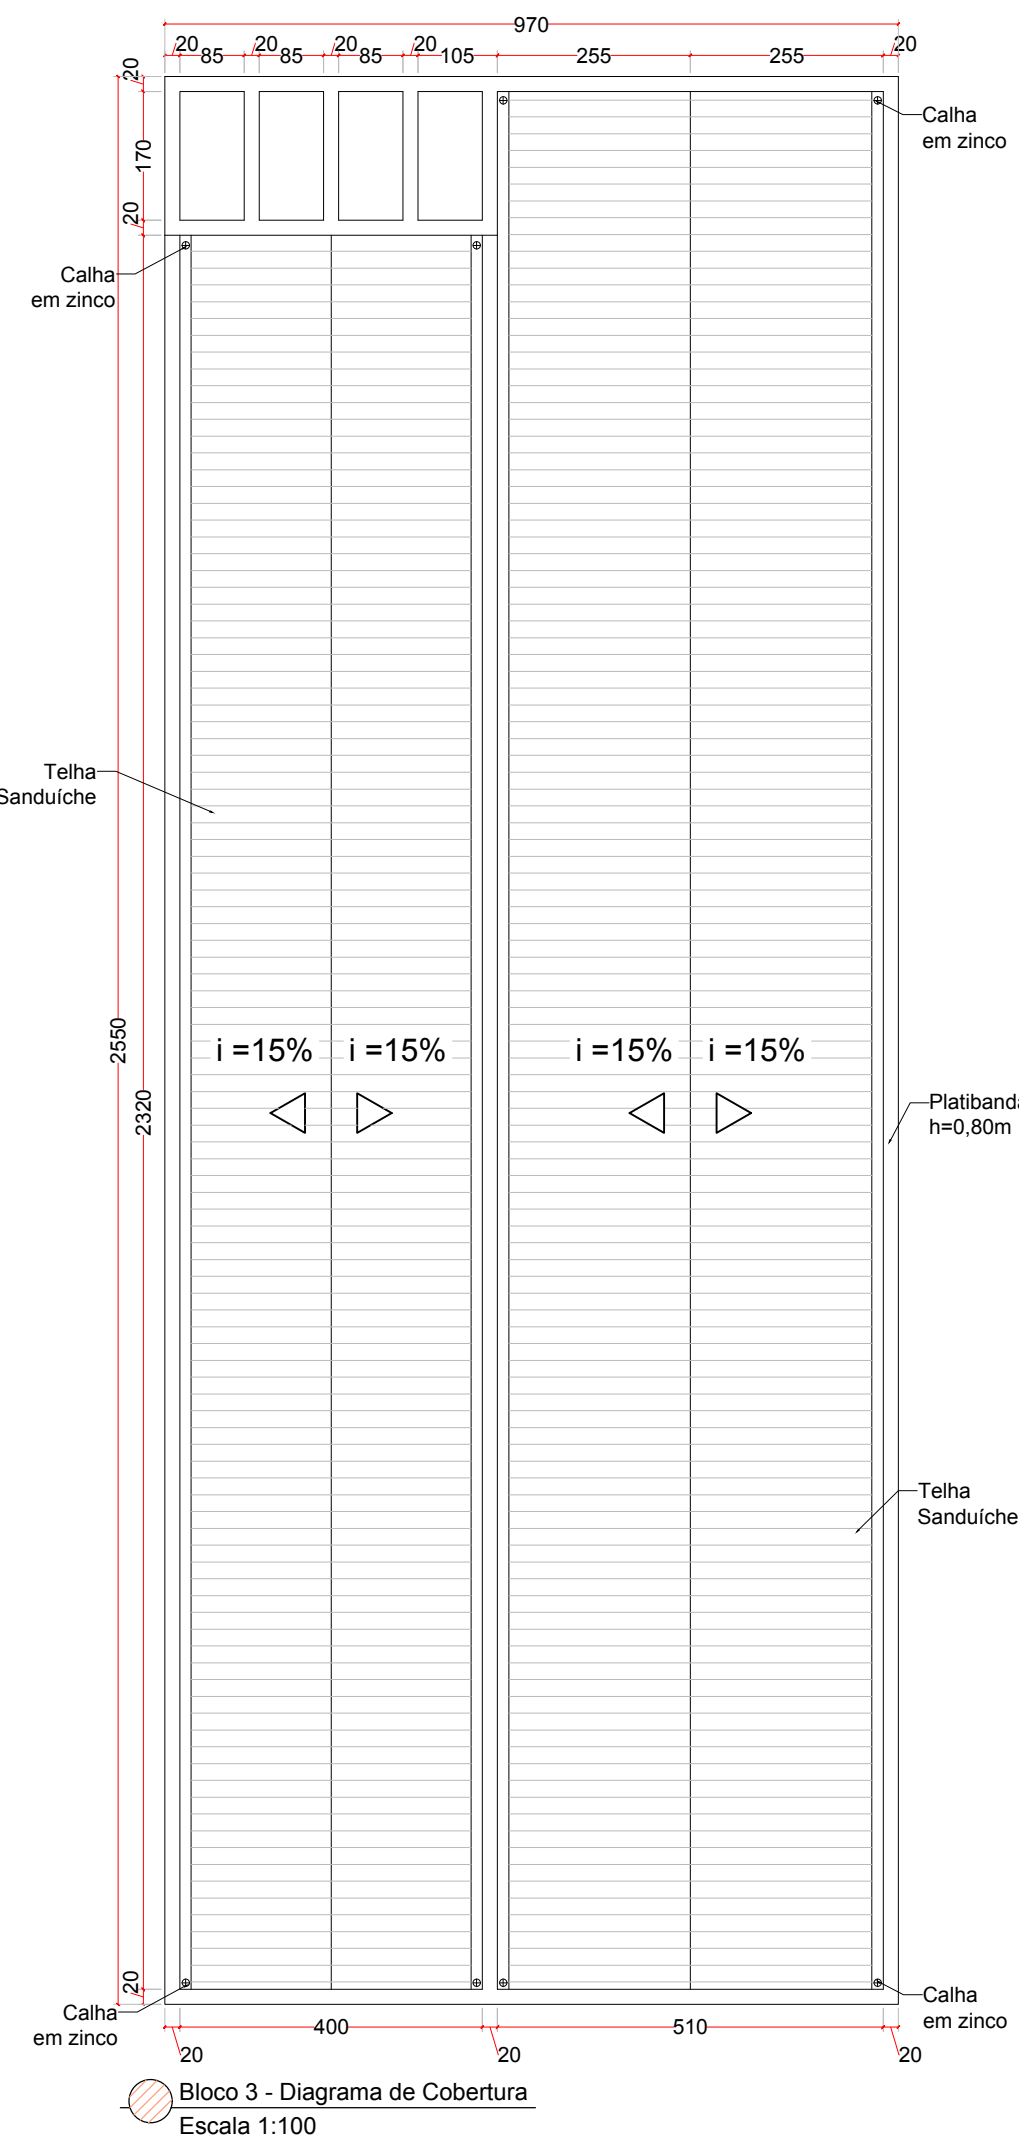 970
20 20 20 20 20
85 85 85 105 255 255
20
170
20
Calha
em zinco
Calha
em zinco
Telha
Sanduíche
i =15% i =15% i =15% i =15%
2550
2320
Platibanda
h=0,80m
Telha
Sanduíche
20
Calha
em zinco
Calha
em zinco
400 510
20 20 20
Bloco 3 - Diagrama de Cobertura
Escala 1:100